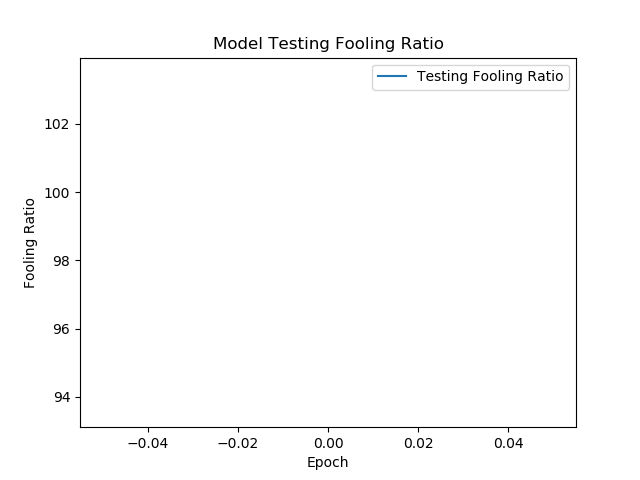 Model Testing Fooling Ratio
Testing Fooling Ratio
102
100
98
96
94
Fooling Ratio
−0.04
−0.02
0.00
0.02
0.04
Epoch